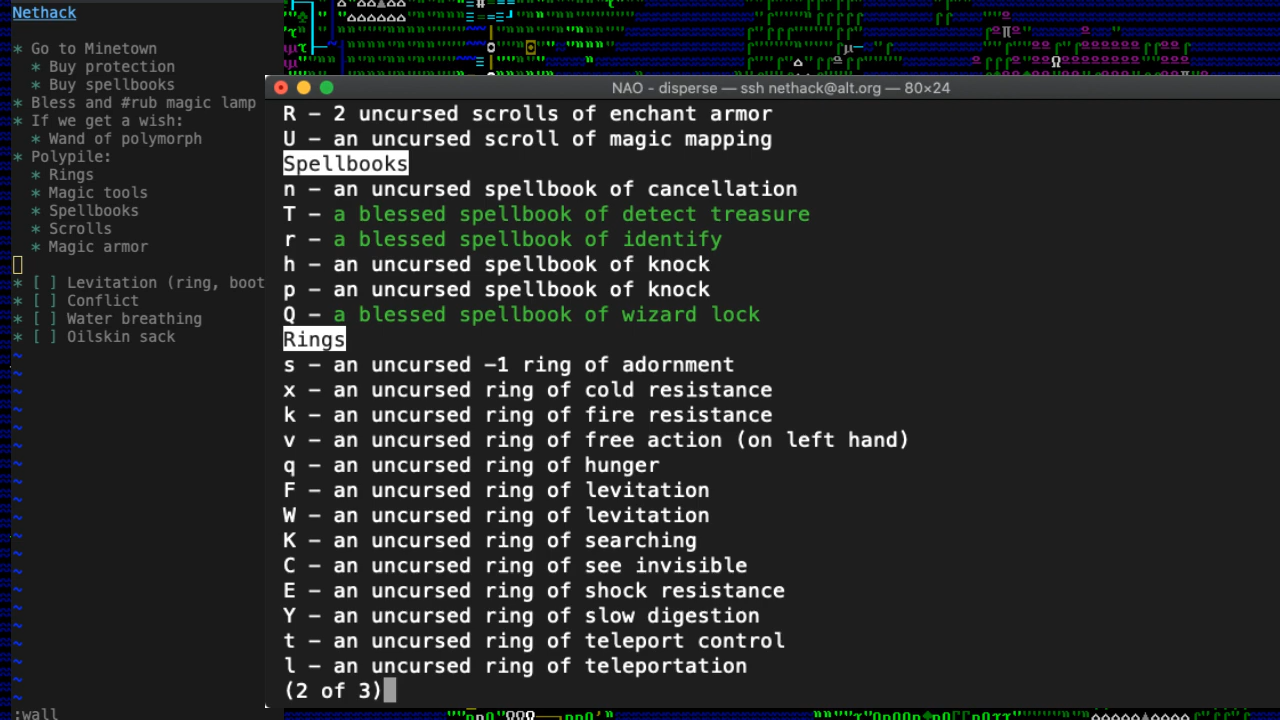 Nethack
* Go to Minetown
* Buy protection
* Buy spellbooks
* Bless and #rub magic lamp
* If we get a wish:
* Wand of polymorph
* Polypile:
* Rings
* Magic tools
* Spellbooks
* Scrolls
* Magic armor
* [ ] Levitation (ring, boot
* [ ] Conflict
* [ ] Water breathing
* [ ] Oilskin sack
:wall
NAO - disperse — ssh nethack@alt.org — 80×24
R - 2 uncursed scrolls of enchant armor
U - an uncursed scroll of magic mapping
Spellbooks
n - an uncursed spellbook of cancellation
T - a blessed spellbook of detect treasure
r - a blessed spellbook of identify
h - an uncursed spellbook of knock
p - an uncursed spellbook of knock
Q - a blessed spellbook of wizard lock
Rings
s - an uncursed -1 ring of adornment
x - an uncursed ring of cold resistance
k - an uncursed ring of fire resistance
v - an uncursed ring of free action (on left hand)
q - an uncursed ring of hunger
F - an uncursed ring of levitation
W - an uncursed ring of levitation
K - an uncursed ring of searching
C - an uncursed ring of see invisible
E - an uncursed ring of shock resistance
Y - an uncursed ring of slow digestion
t - an uncursed ring of teleport control
l - an uncursed ring of teleportation
(2 of 3)